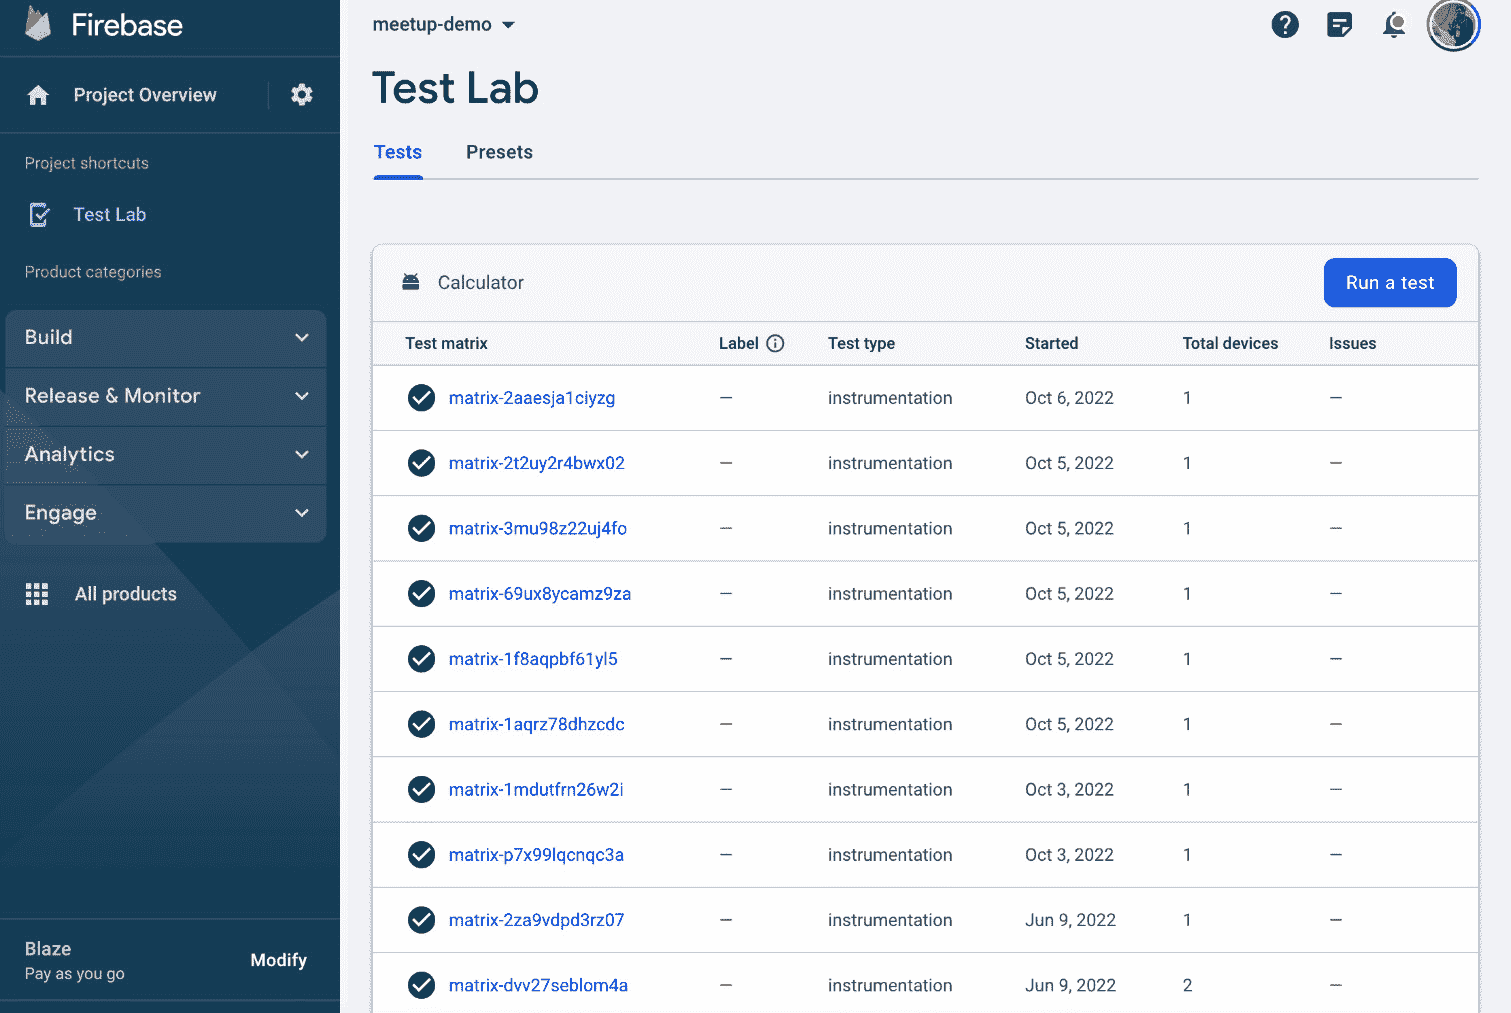 Firebase
Project Overview
Project shortcuts
Test Lab
Product categories
Build
Release & Monitor
Analytics
Engage
All products
Blaze
Pay as you go
Modify
meetup-demo
Test Lab
Tests Presets
Calculator Run a test
Test matrix Label Test type Started Total devices Issues
matrix-2aaesja1ciyzg — instrumentation Oct 6, 2022 1 —
matrix-2t2uy2r4bwx02 — instrumentation Oct 5, 2022 1 —
matrix-3mu98z22uj4fo — instrumentation Oct 5, 2022 1 —
matrix-69ux8ycamz9za — instrumentation Oct 5, 2022 1 —
matrix-1f8aqpbf61yl5 — instrumentation Oct 5, 2022 1 —
matrix-1aqrz78dhzcdc — instrumentation Oct 5, 2022 1 —
matrix-1mdutfrn26w2i — instrumentation Oct 3, 2022 1 —
matrix-p7x99lqcnqc3a — instrumentation Oct 3, 2022 1 —
matrix-2za9vdpd3rz07 — instrumentation Jun 9, 2022 1 —
matrix-dvv27seblom4a — instrumentation Jun 9, 2022 2 —